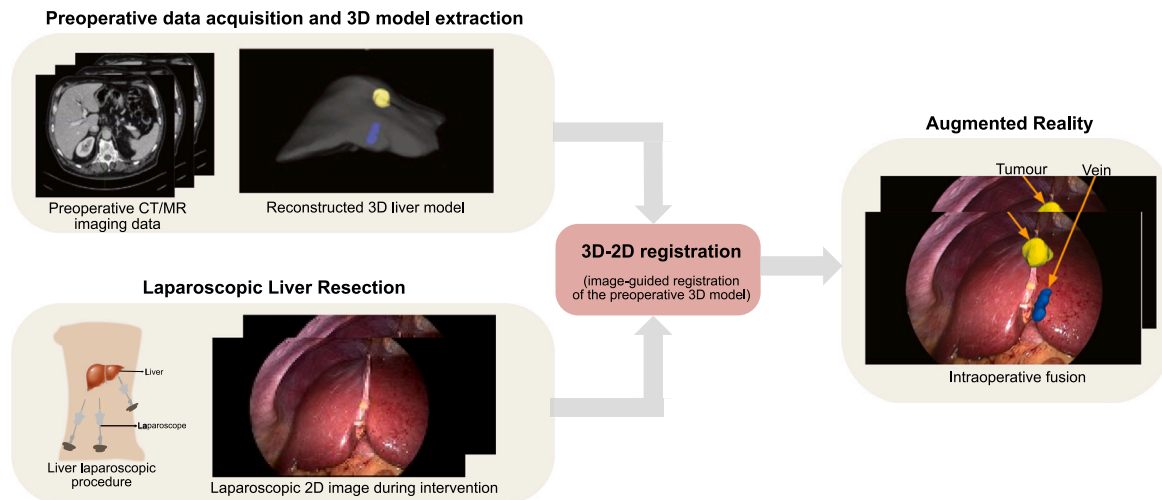 Preoperative data acquisition and 3D model extraction
Preoperative CT/MR
imaging data
Reconstructed 3D liver model
Laparoscopic Liver Resection
Liver
Laparoscope
Liver laparoscopic
procedure
Laparoscopic 2D image during intervention
3D-2D registration
(image-guided registration
of the preoperative 3D model)
Augmented Reality
Tumour
Vein
Intraoperative fusion